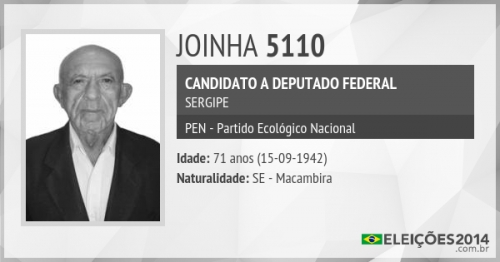 JOINHA 5110
CANDIDATO A DEPUTADO FEDERAL
SERGIPE
PEN - Partido Ecológico Nacional
Idade: 71 anos (15-09-1942)
Naturalidade: SE - Macambira
ELEIÇÕES2014
.com.br